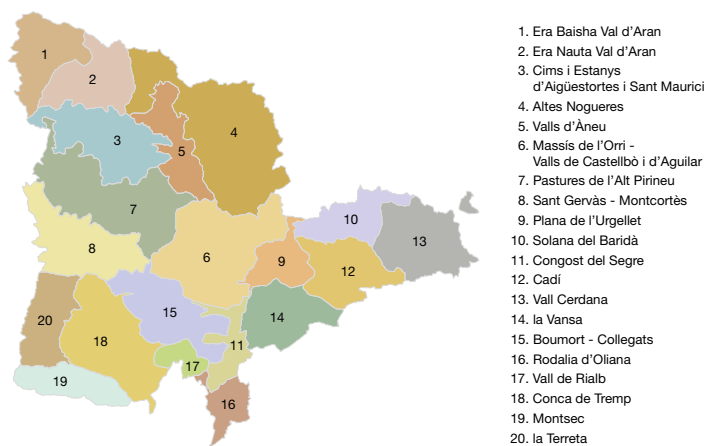 1
2
3
4
5
6
7
8
9
10
11
12
13
14
15
16
17
18
19
20
1. Era Baisha Val d’Aran
2. Era Nauta Val d’Aran
3. Cims i Estanys
d’Aigüestortes i Sant Maurici
4. Altes Nogueres
5. Valls d’Àneu
6. Massís de l’Orri -
Valls de Castellbò i d’Aguilar
7. Pastures de l’Alt Pirineu
8. Sant Gervàs - Montcortès
9. Plana de l’Urgellet
10. Solana del Baridà
11. Congost del Segre
12. Cadí
13. Vall Cerdana
14. la Vansa
15. Boumort - Collegats
16. Rodalia d’Oliana
17. Vall de Rialb
18. Conca de Tremp
19. Montsec
20. la Terreta